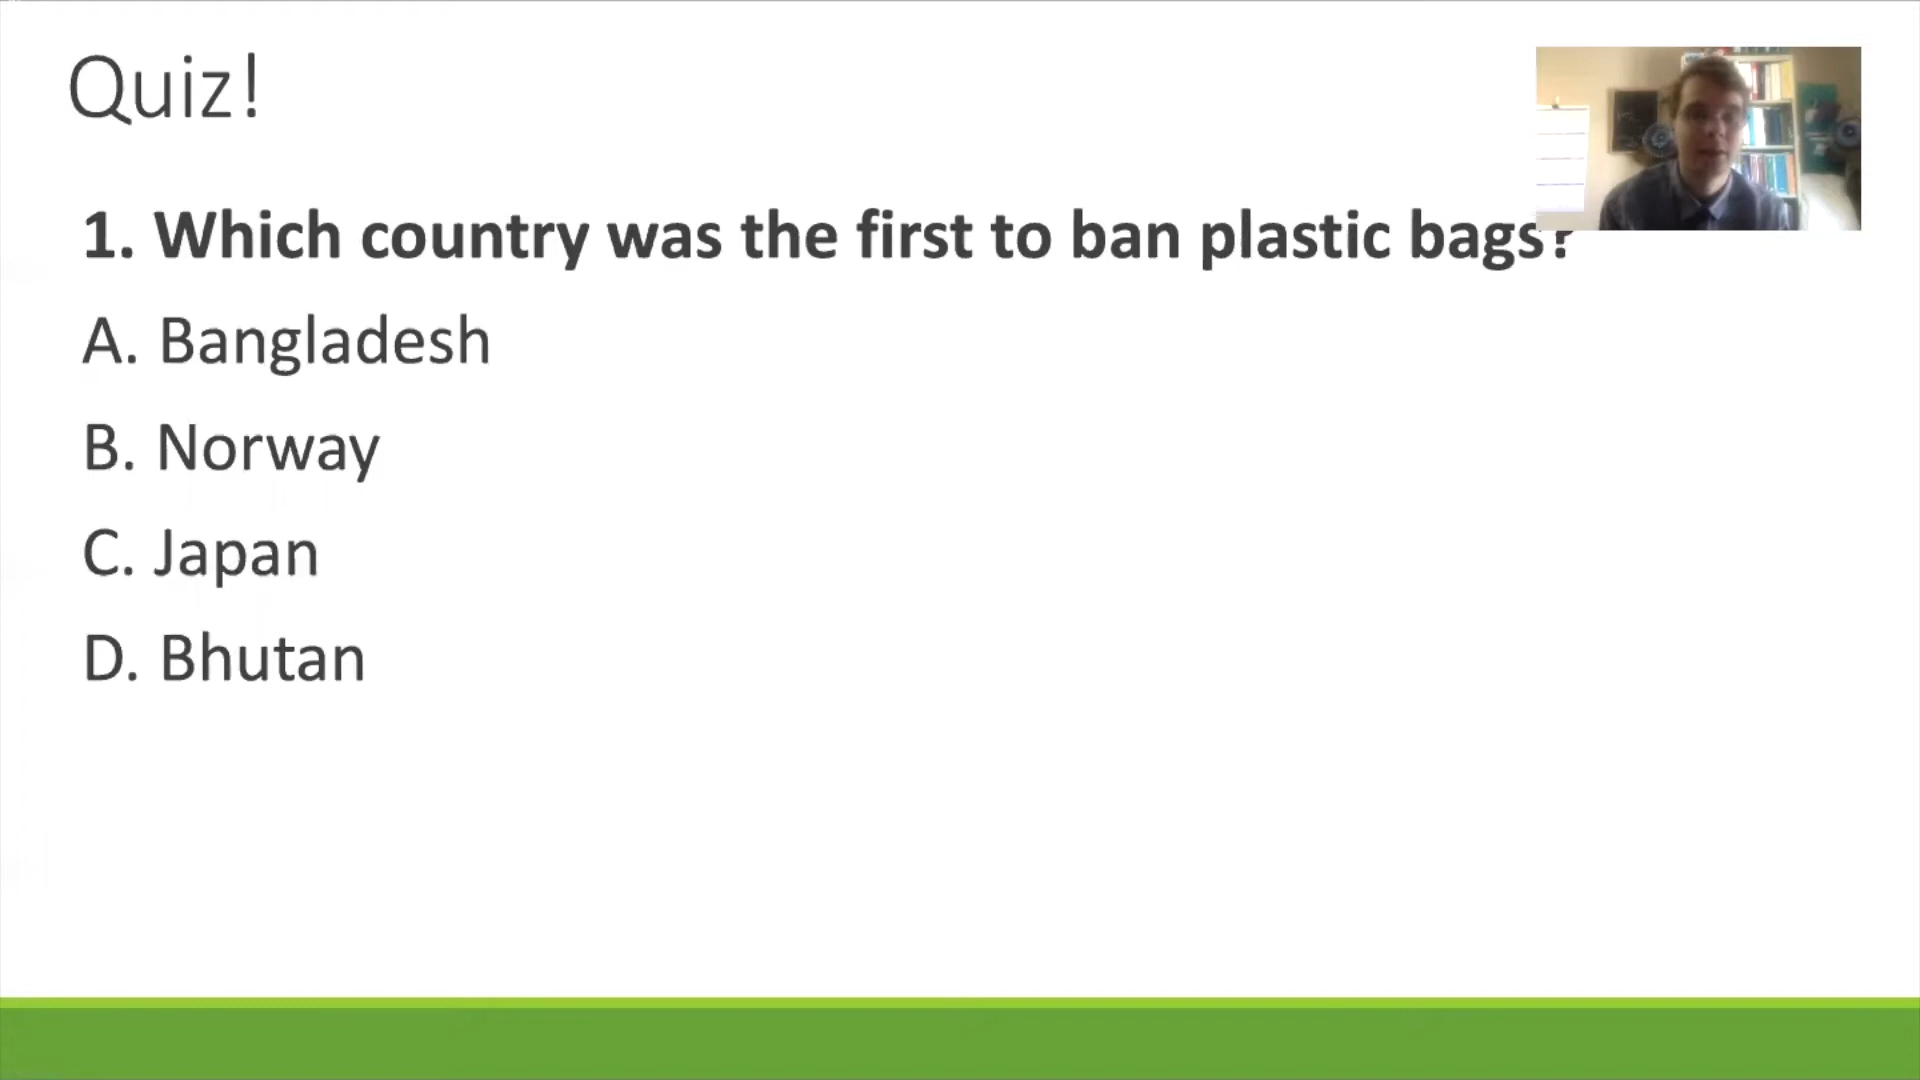 Quiz!
1. Which country was the first to ban plastic bags?
A. Bangladesh
B. Norway
C. Japan
D. Bhutan